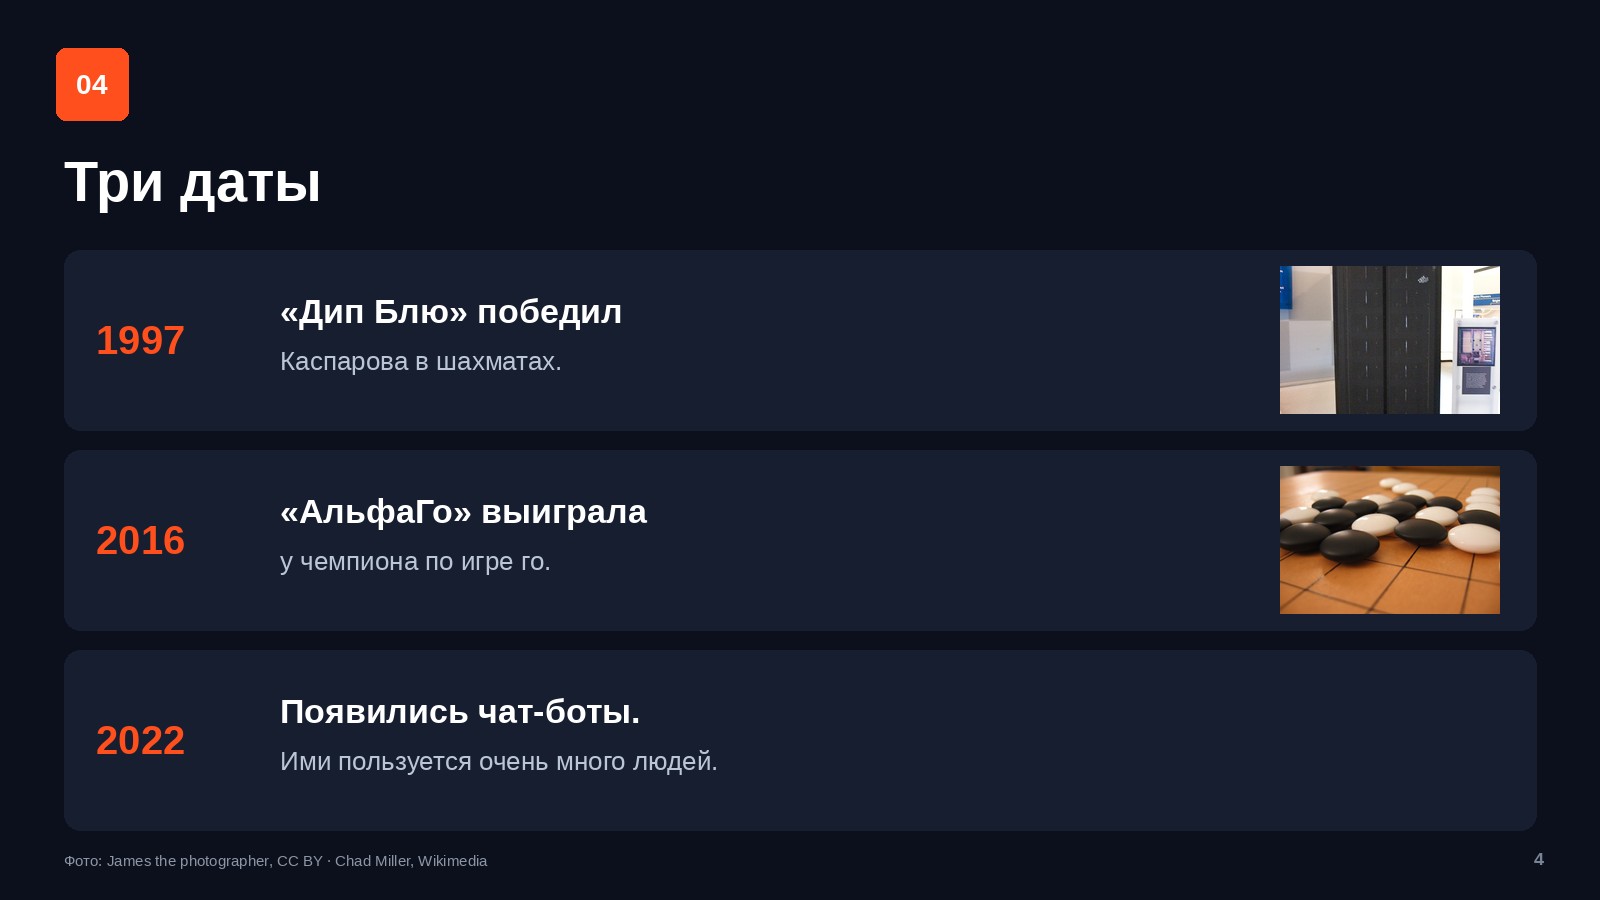 04
Три даты
1997
«Дип Блю» победил
Каспарова в шахматах.
2016
«АльфаГо» выиграла
у чемпиона по игре го.
2022
Появились чат-боты.
Ими пользуется очень много людей.
Фото: James the photographer, CC BY · Chad Miller, Wikimedia
4